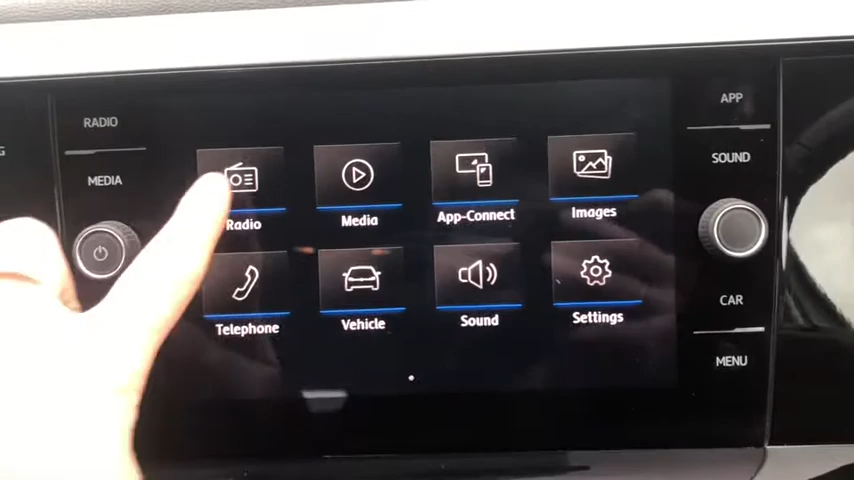 RADIO
MEDIA
Radio
Media
App-Connect
Images
Telephone
Vehicle
Sound
Settings
APP
SOUND
CAR
MENU